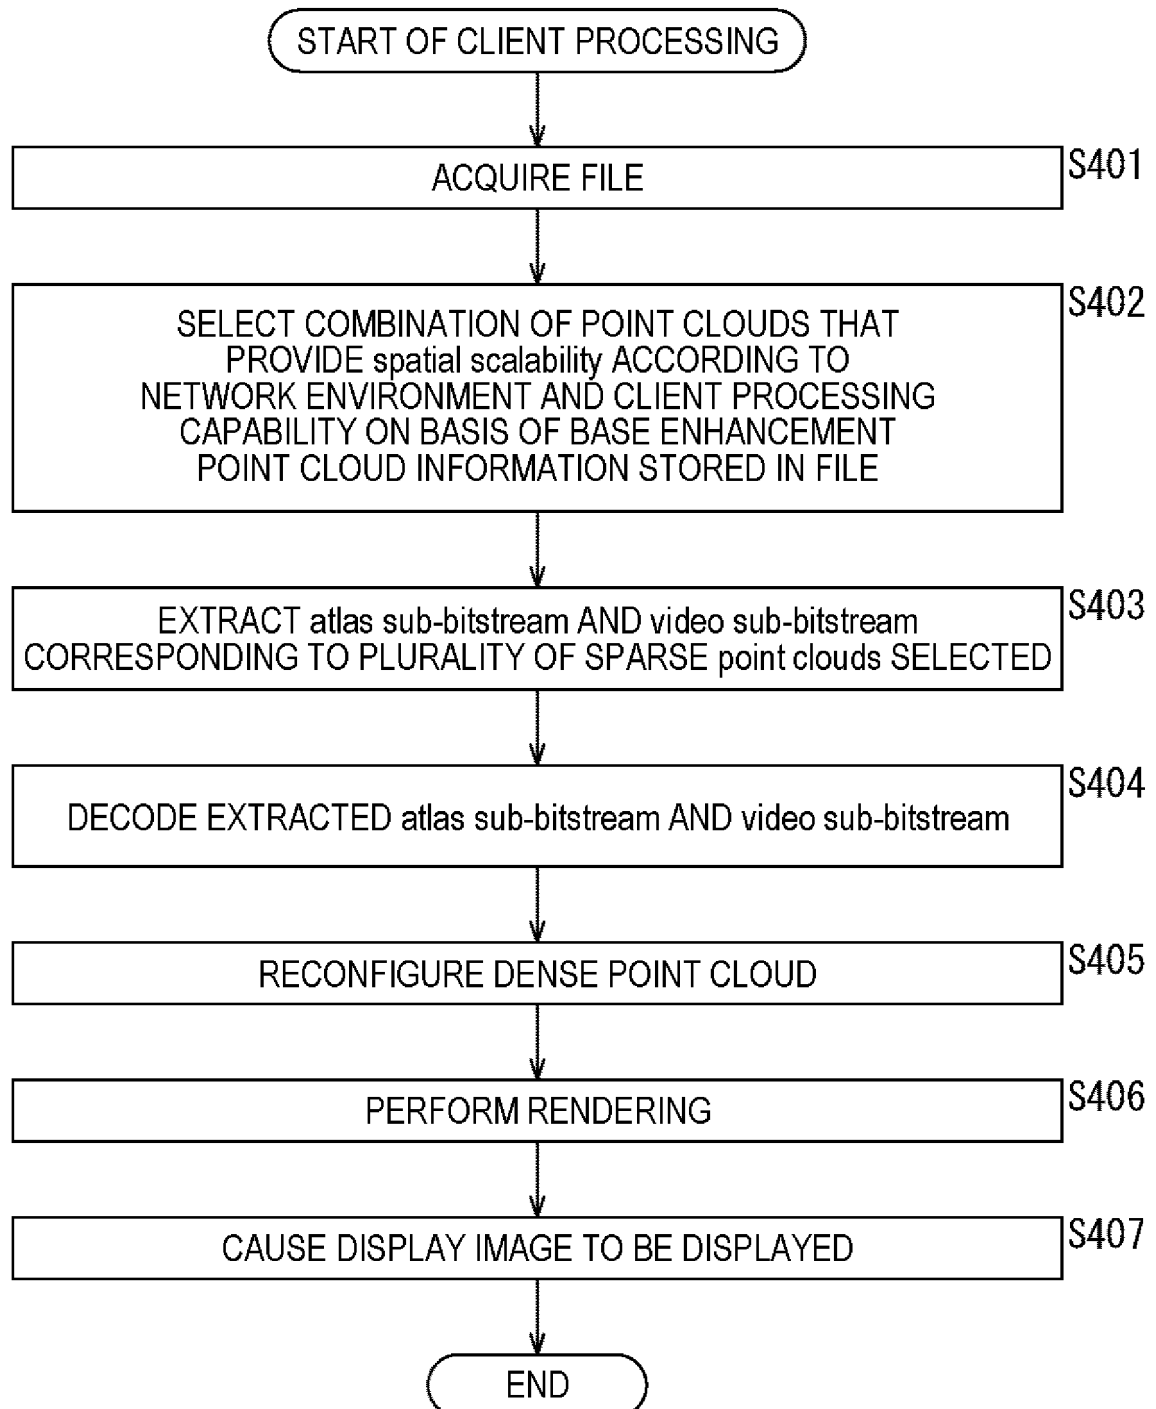 START OF CLIENT PROCESSING
ACQUIRE FILE
S401
SELECT COMBINATION OF POINT CLOUDS THAT
PROVIDE spatial scalability ACCORDING TO
NETWORK ENVIRONMENT AND CLIENT PROCESSING
CAPABILITY ON BASIS OF BASE ENHANCEMENT
POINT CLOUD INFORMATION STORED IN FILE
S402
EXTRACT atlas sub-bitstream AND video sub-bitstream
CORRESPONDING TO PLURALITY OF SPARSE point clouds SELECTED
S403
DECODE EXTRACTED atlas sub-bitstream AND video sub-bitstream
S404
RECONFIGURE DENSE POINT CLOUD
S405
PERFORM RENDERING
S406
CAUSE DISPLAY IMAGE TO BE DISPLAYED
S407
END